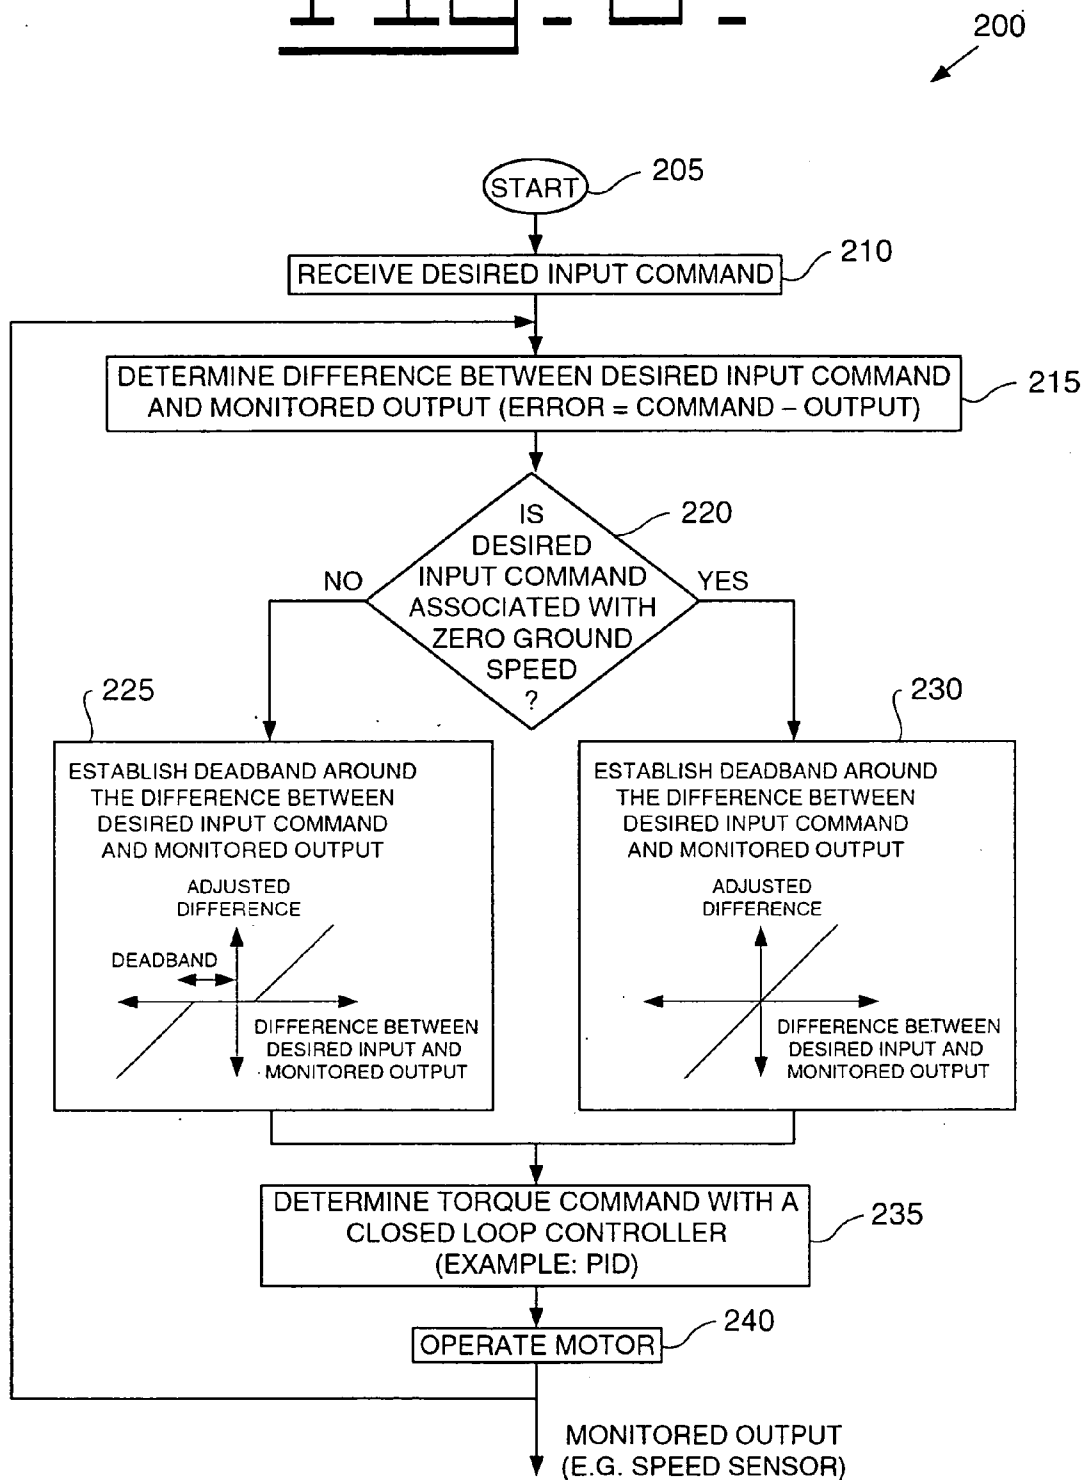 200
START
205
RECEIVE DESIRED INPUT COMMAND
210
DETERMINE DIFFERENCE BETWEEN DESIRED INPUT COMMAND
AND MONITORED OUTPUT (ERROR = COMMAND – OUTPUT)
215
IS
DESIRED
INPUT COMMAND
ASSOCIATED WITH
ZERO GROUND
SPEED
?
220
NO
YES
225
ESTABLISH DEADBAND AROUND
THE DIFFERENCE BETWEEN
DESIRED INPUT COMMAND
AND MONITORED OUTPUT
ADJUSTED
DIFFERENCE
DEADBAND
DIFFERENCE BETWEEN
DESIRED INPUT AND
MONITORED OUTPUT
230
ESTABLISH DEADBAND AROUND
THE DIFFERENCE BETWEEN
DESIRED INPUT COMMAND
AND MONITORED OUTPUT
ADJUSTED
DIFFERENCE
DIFFERENCE BETWEEN
DESIRED INPUT AND
MONITORED OUTPUT
DETERMINE TORQUE COMMAND WITH A
CLOSED LOOP CONTROLLER
(EXAMPLE: PID)
235
OPERATE MOTOR
240
MONITORED OUTPUT
(E.G. SPEED SENSOR)